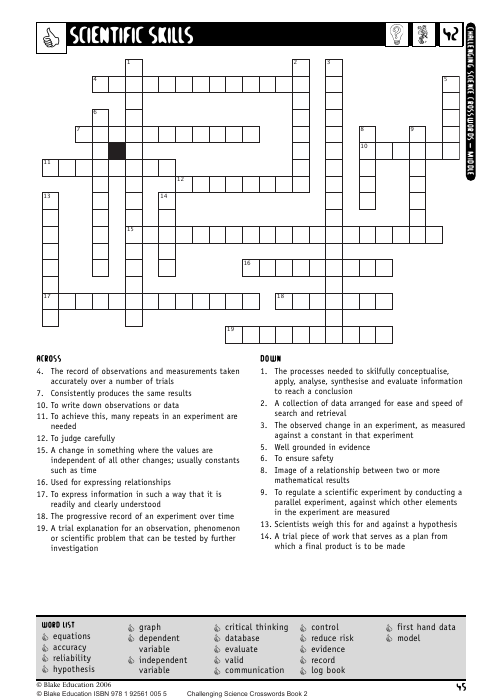 SCIENTIFIC SKILLS
42
CHALLENGING SCIENCE CROSSWORDS – MIDDLE
1
2
3
4
5
6
7
8
9
10
11
12
13
14
15
16
17
18
19
ACROSS
4. The record of observations and measurements taken
accurately over a number of trials
7. Consistently produces the same results
10. To write down observations or data
11. To achieve this, many repeats in an experiment are
needed
12. To judge carefully
15. A change in something where the values are
independent of all other changes; usually constants
such as time
16. Used for expressing relationships
17. To express information in such a way that it is
readily and clearly understood
18. The progressive record of an experiment over time
19. A trial explanation for an observation, phenomenon
or scientific problem that can be tested by further
investigation
DOWN
1. The processes needed to skilfully conceptualise,
apply, analyse, synthesise and evaluate information
to reach a conclusion
2. A collection of data arranged for ease and speed of
search and retrieval
3. The observed change in an experiment, as measured
against a constant in that experiment
5. Well grounded in evidence
6. To ensure safety
8. Image of a relationship between two or more
mathematical results
9. To regulate a scientific experiment by conducting a
parallel experiment, against which other elements
in the experiment are measured
13. Scientists weigh this for and against a hypothesis
14. A trial piece of work that serves as a plan from
which a final product is to be made
WORD LIST
equations
accuracy
reliability
hypothesis
graph
dependent
variable
independent
variable
critical thinking
database
evaluate
valid
communication
control
reduce risk
evidence
record
log book
first hand data
model
© Blake Education 2006
© Blake Education ISBN 978 1 92561 005 5 Challenging Science Crosswords Book 2
45